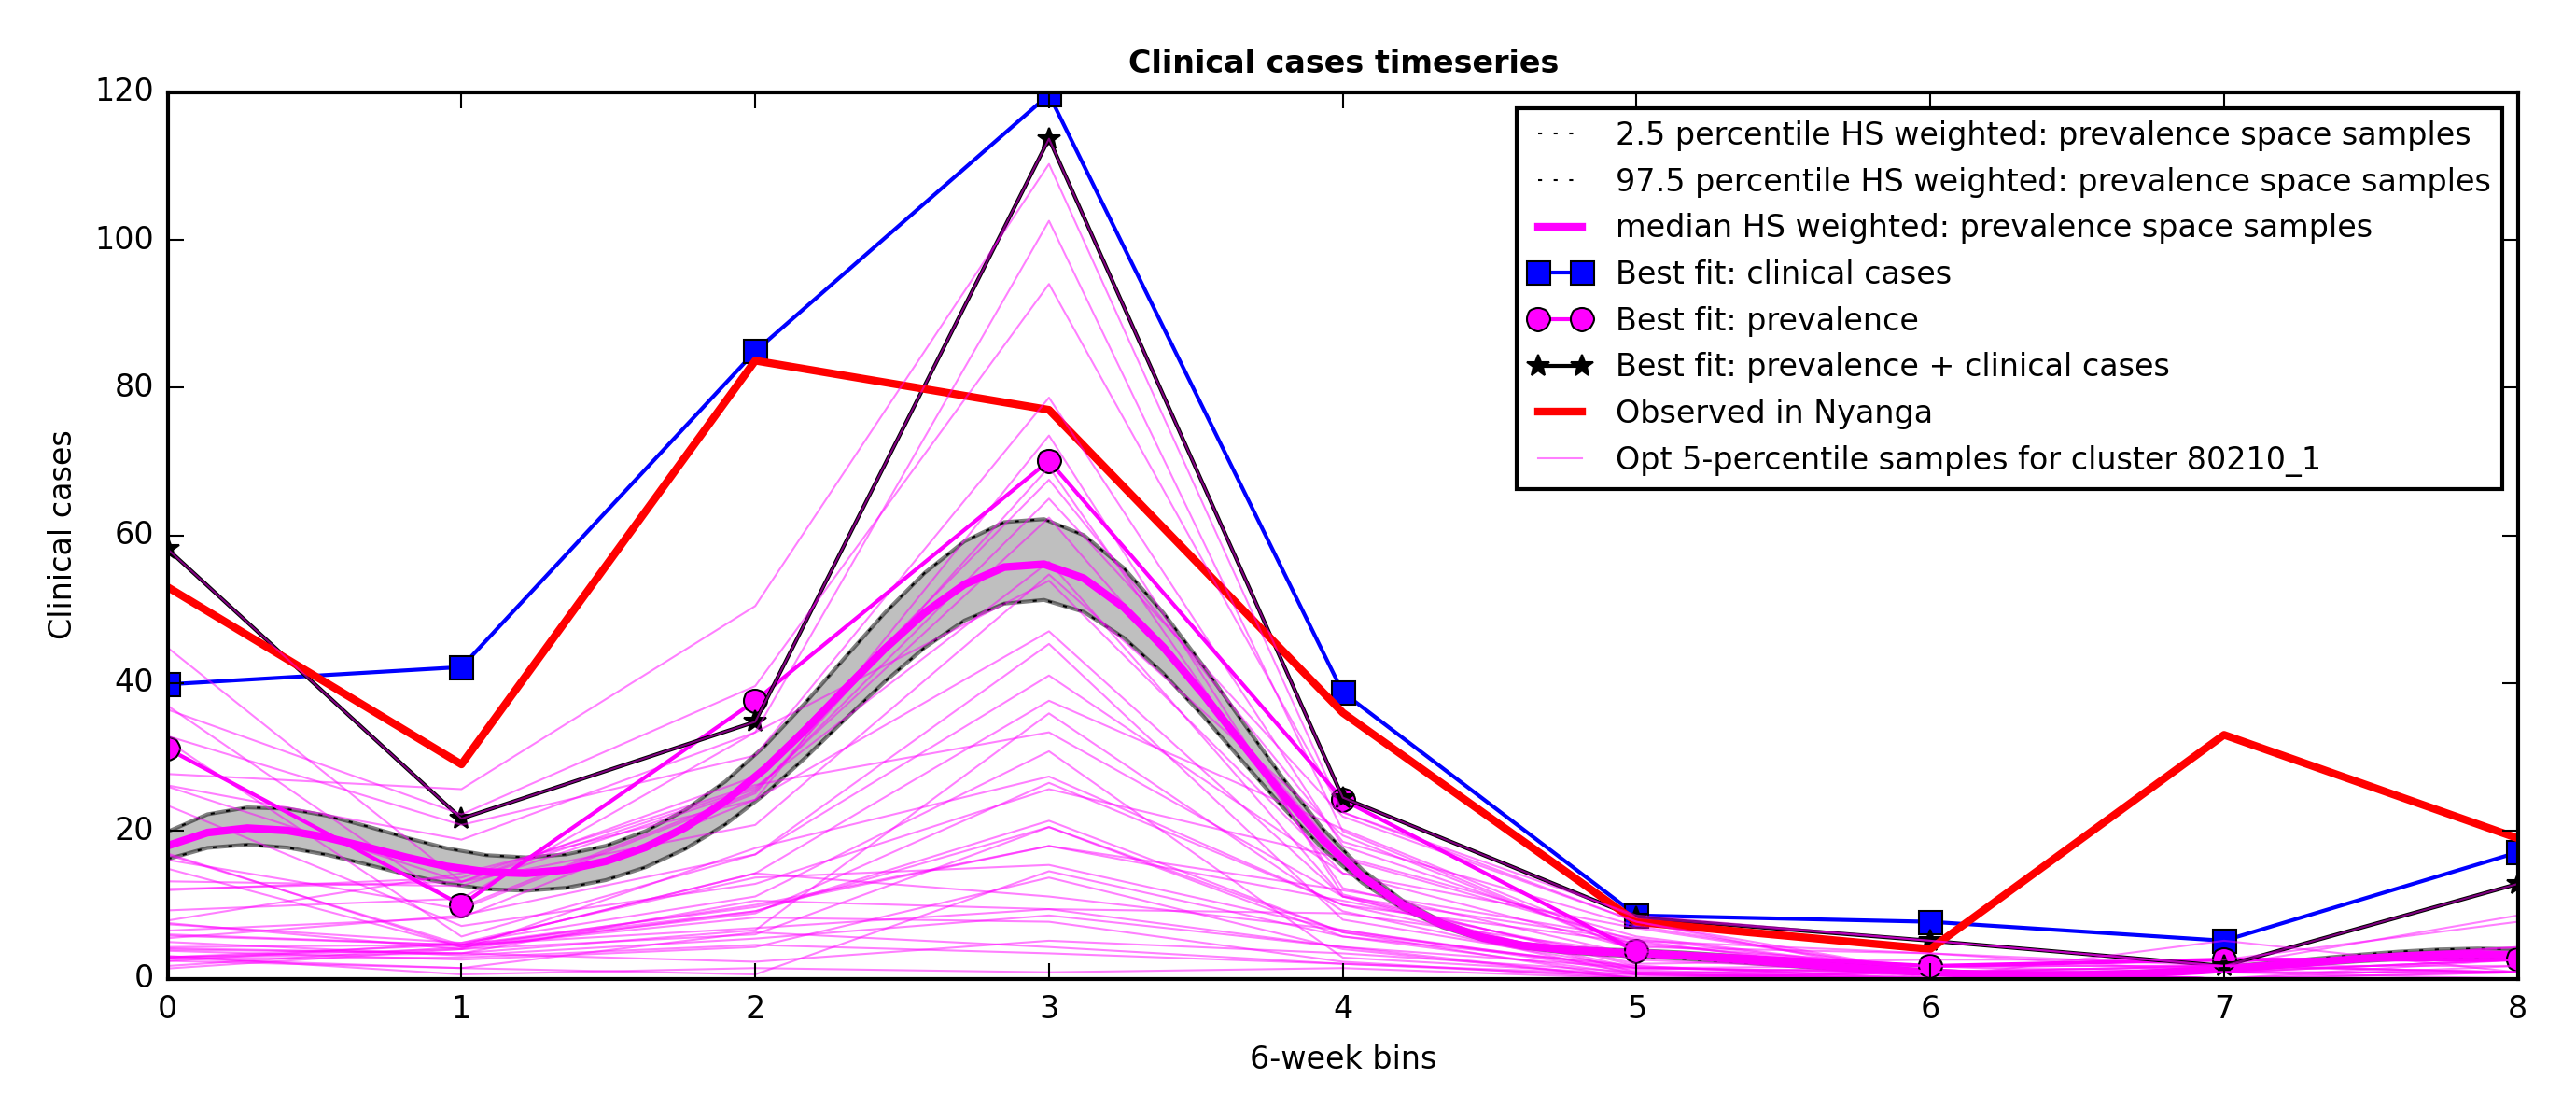 Clinical cases timeseries
120
100
80
60
40
20
0
Clinical cases
2.5 percentile HS weighted: prevalence space samples
97.5 percentile HS weighted: prevalence space samples
median HS weighted: prevalence space samples
Best fit: clinical cases
Best fit: prevalence
Best fit: prevalence + clinical cases
Observed in Nyanga
Opt 5-percentile samples for cluster 80210_1
0 1 2 3 4 5 6 7 8
6-week bins